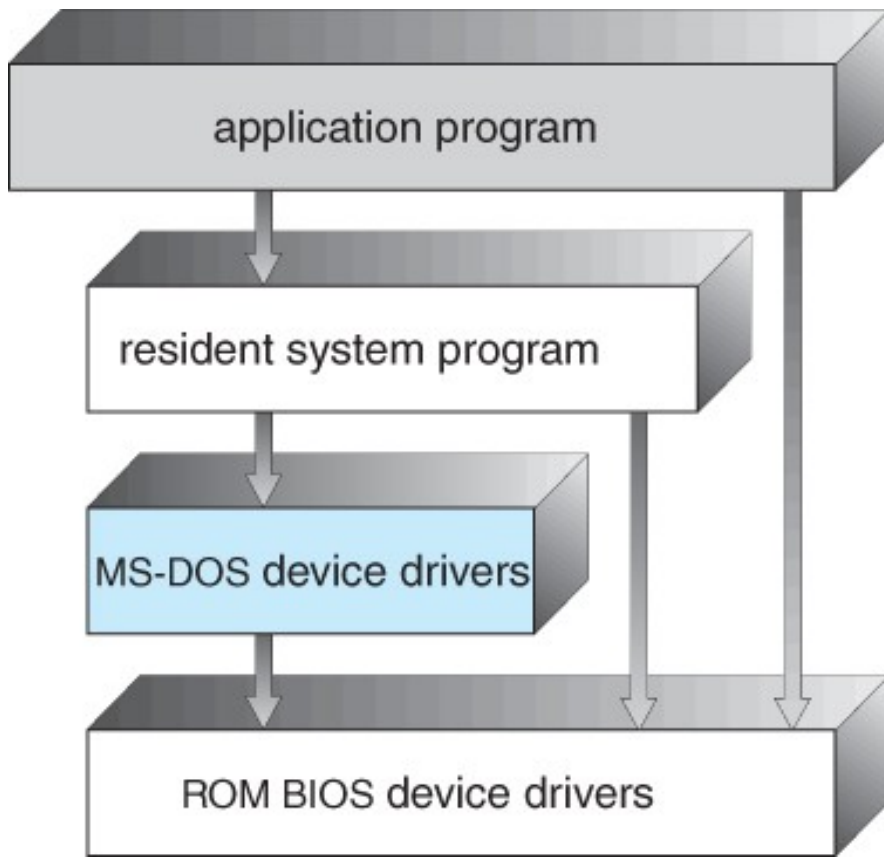 application program
resident system program
MS-DOS device drivers
ROM BIOS device drivers